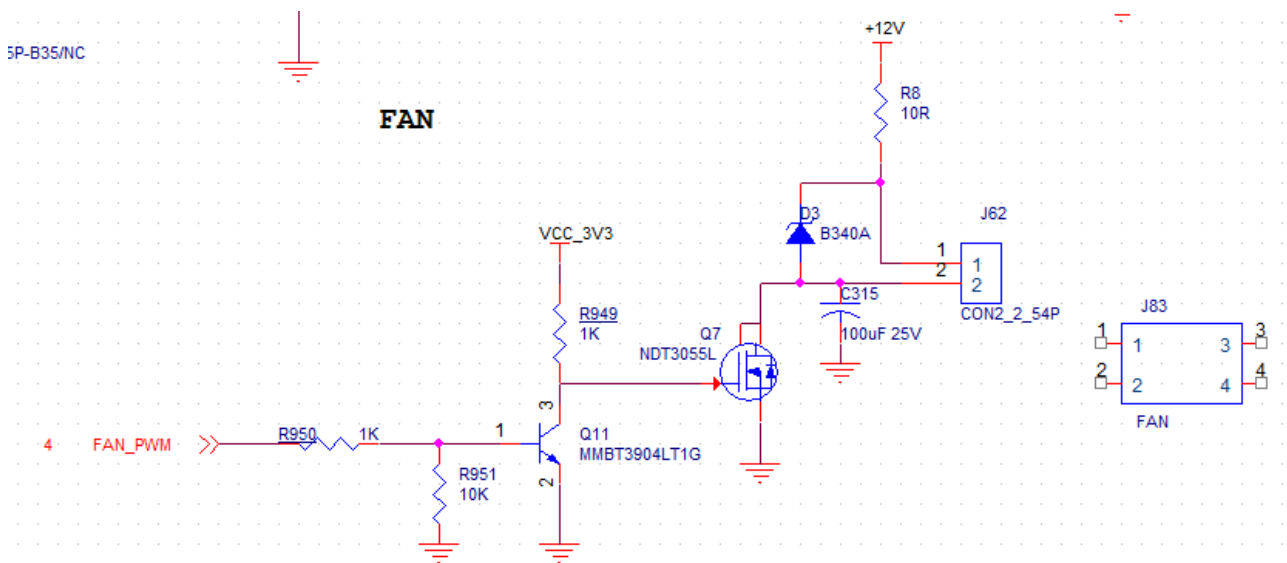 5P-B35/NC
FAN
+12V
R8
10R
D3
B340A
J62
1
2
1
2
CON2_2_54P
VCC_3V3
R949
1K
Q7
NDT3055L
C315
100uF 25V
J83
1
2
1
2
3
4
3
4
FAN
4 FAN_PWM
R950 1K
R951
10K
1
3
2
Q11
MMBT3904LT1G